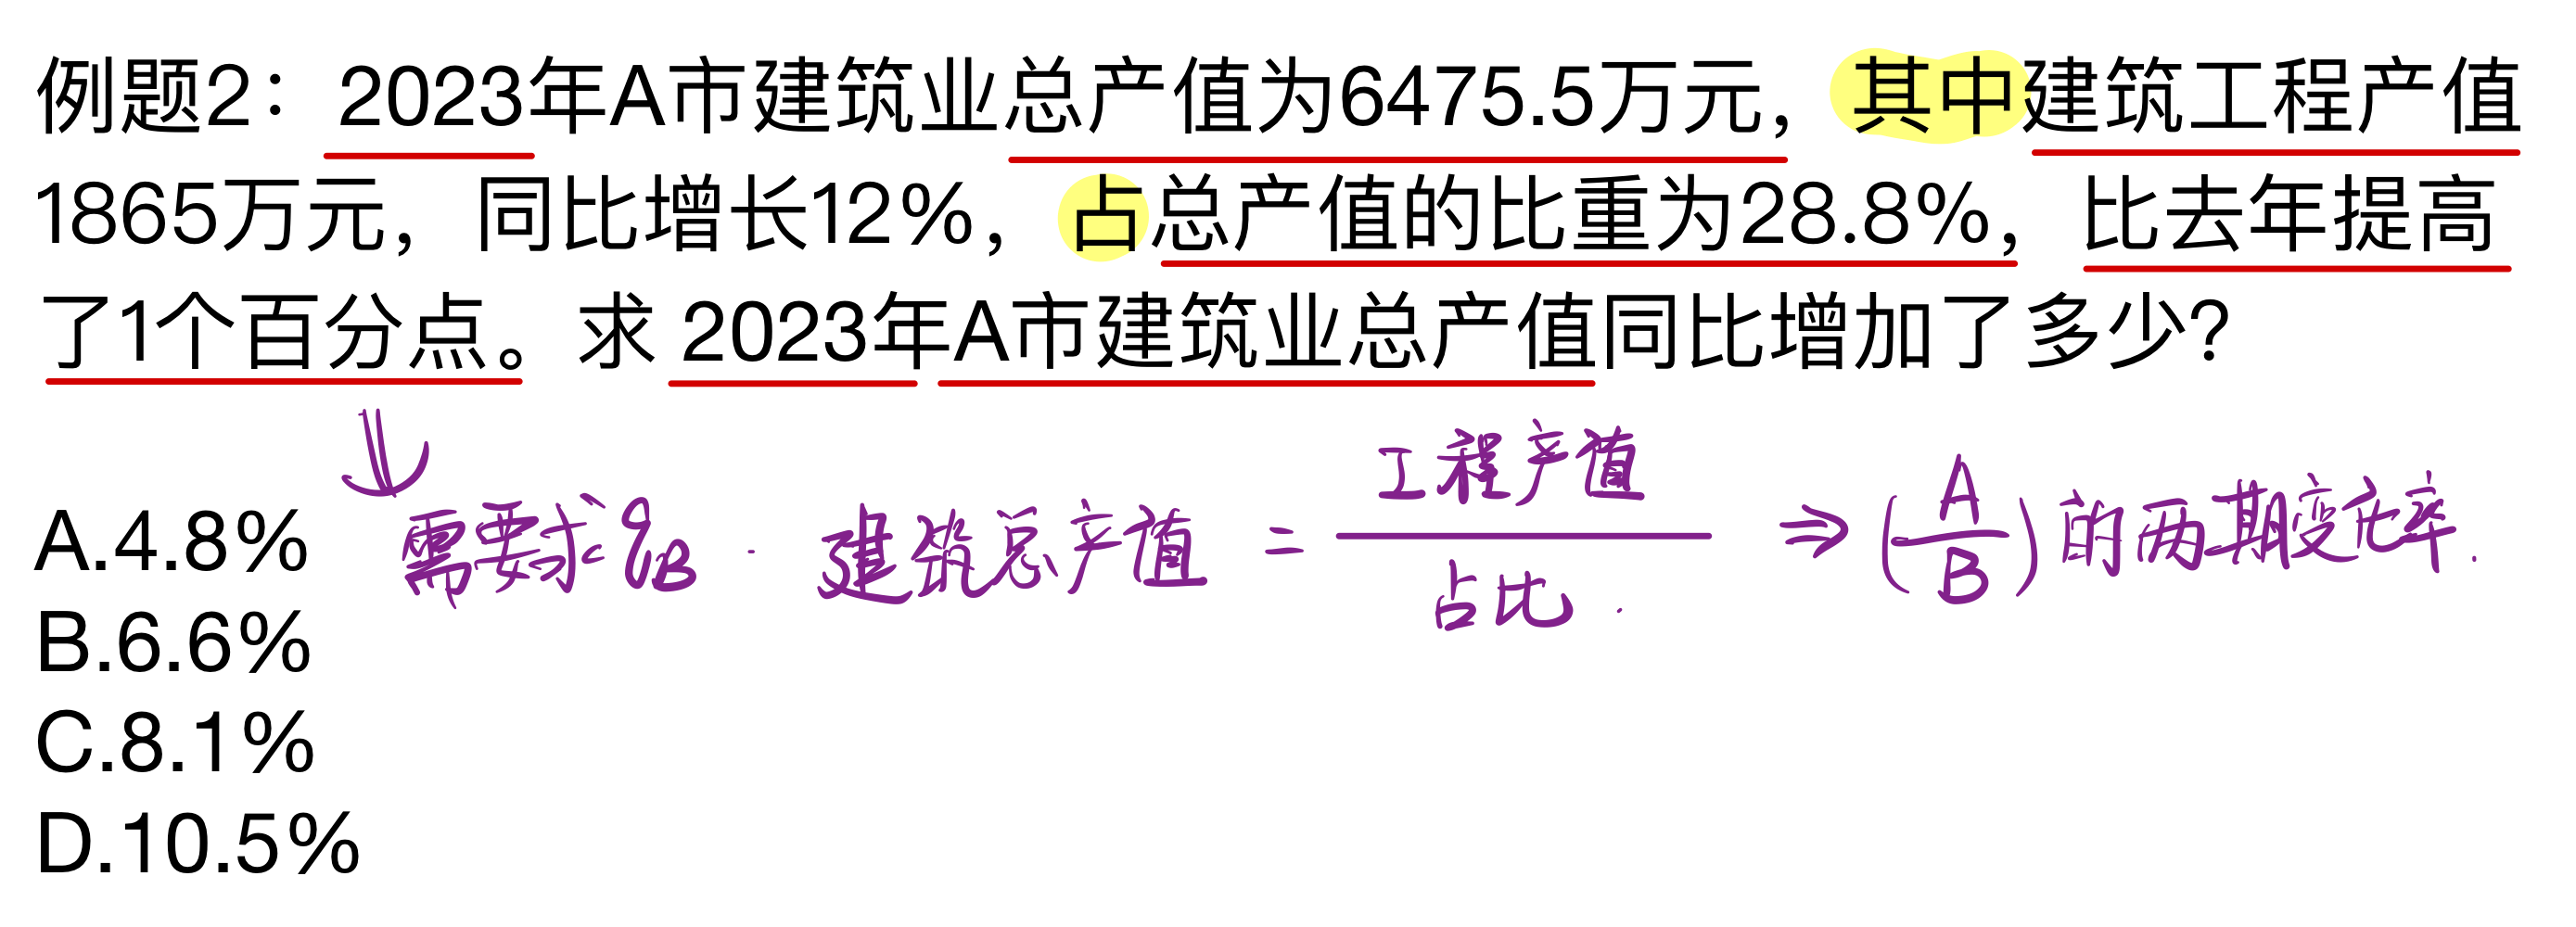 例题2：2023年A市建筑业总产值为6475.5万元，其中建筑工程产值
1865万元，同比增长12%，占总产值的比重为28.8%，比去年提高
了1个百分点。求 2023年A市建筑业总产值同比增加了多少？
A.4.8%
需要求qB. 建筑总产值 = 工程产值/占比. ⇒ (A/B) 的两期变化率.
B.6.6%
C.8.1%
D.10.5%